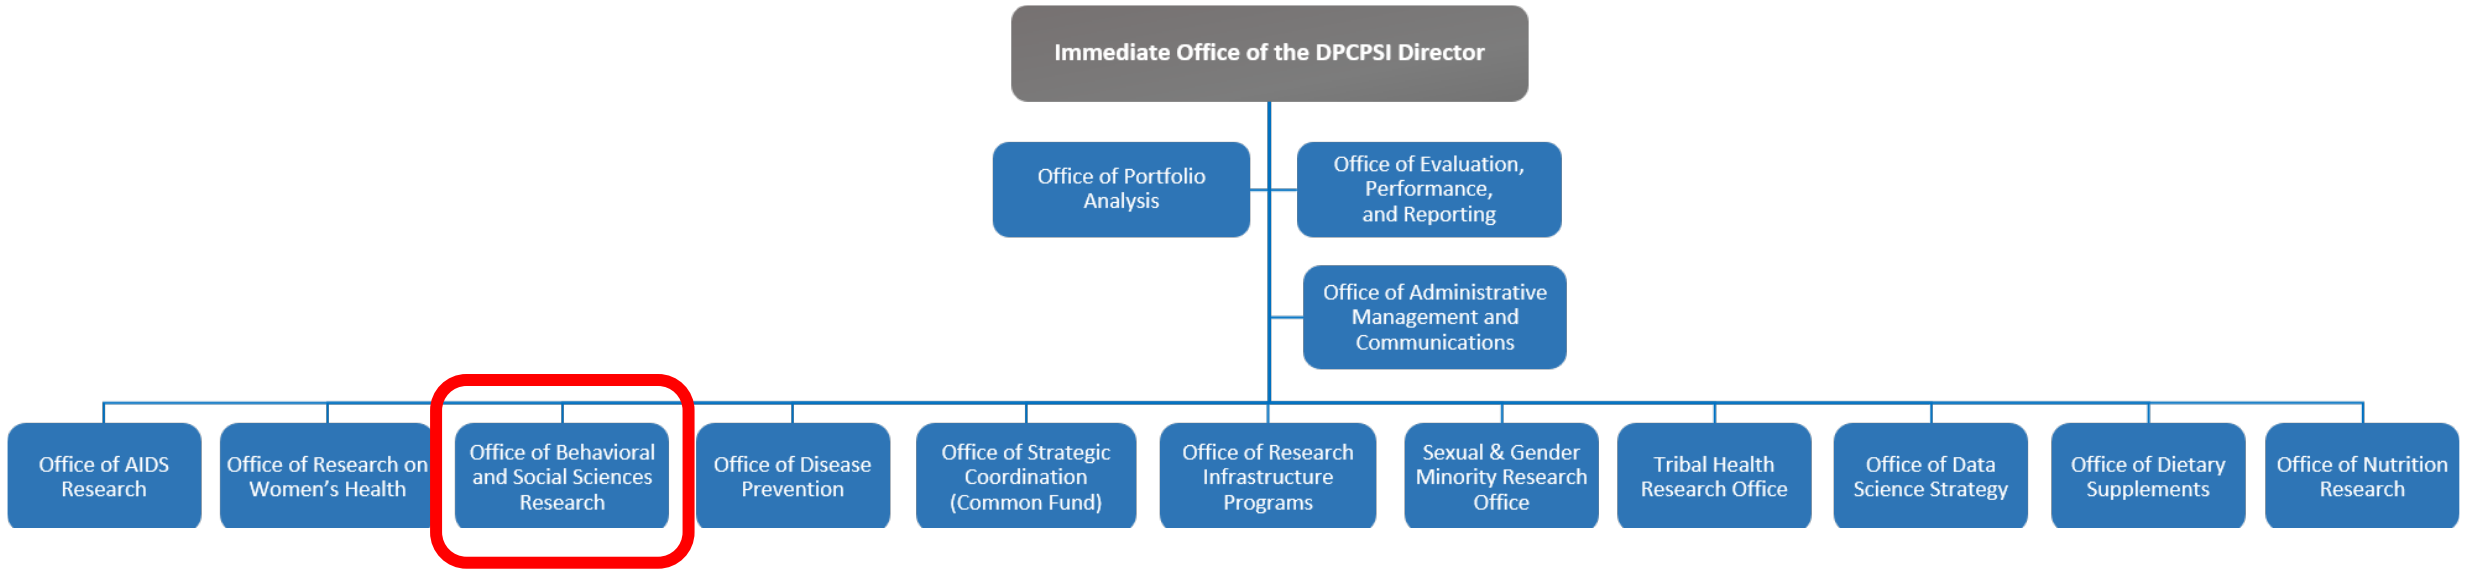 Immediate Office of the DPCPSI Director
Office of Portfolio
Analysis
Office of Evaluation,
Performance,
and Reporting
Office of Administrative
Management and
Communications
Office of AIDS
Research
Office of Research on
Women’s Health
Office of Behavioral
and Social Sciences
Research
Office of Disease
Prevention
Office of Strategic
Coordination
(Common Fund)
Office of Research
Infrastructure
Programs
Sexual & Gender
Minority Research
Office
Tribal Health
Research Office
Office of Data
Science Strategy
Office of Dietary
Supplements
Office of Nutrition
Research